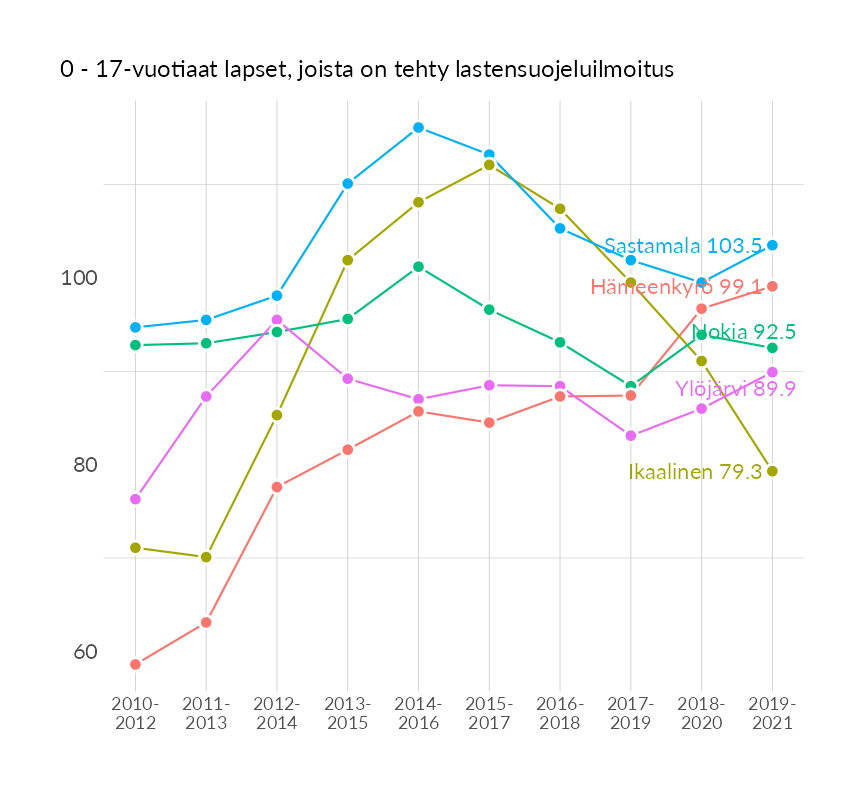 0 - 17-vuotiaat lapset, joista on tehty lastensuojeluilmoitus
Sastamala 103.5
100
Hämeenkyrö 99.1
Nokia 92.5
Ylöjärvi 89.9
80
Ikaalinen 79.3
60
2010- 2011- 2012- 2013- 2014- 2015- 2016- 2017- 2018- 2019-
2012 2013 2014 2015 2016 2017 2018 2019 2020 2021